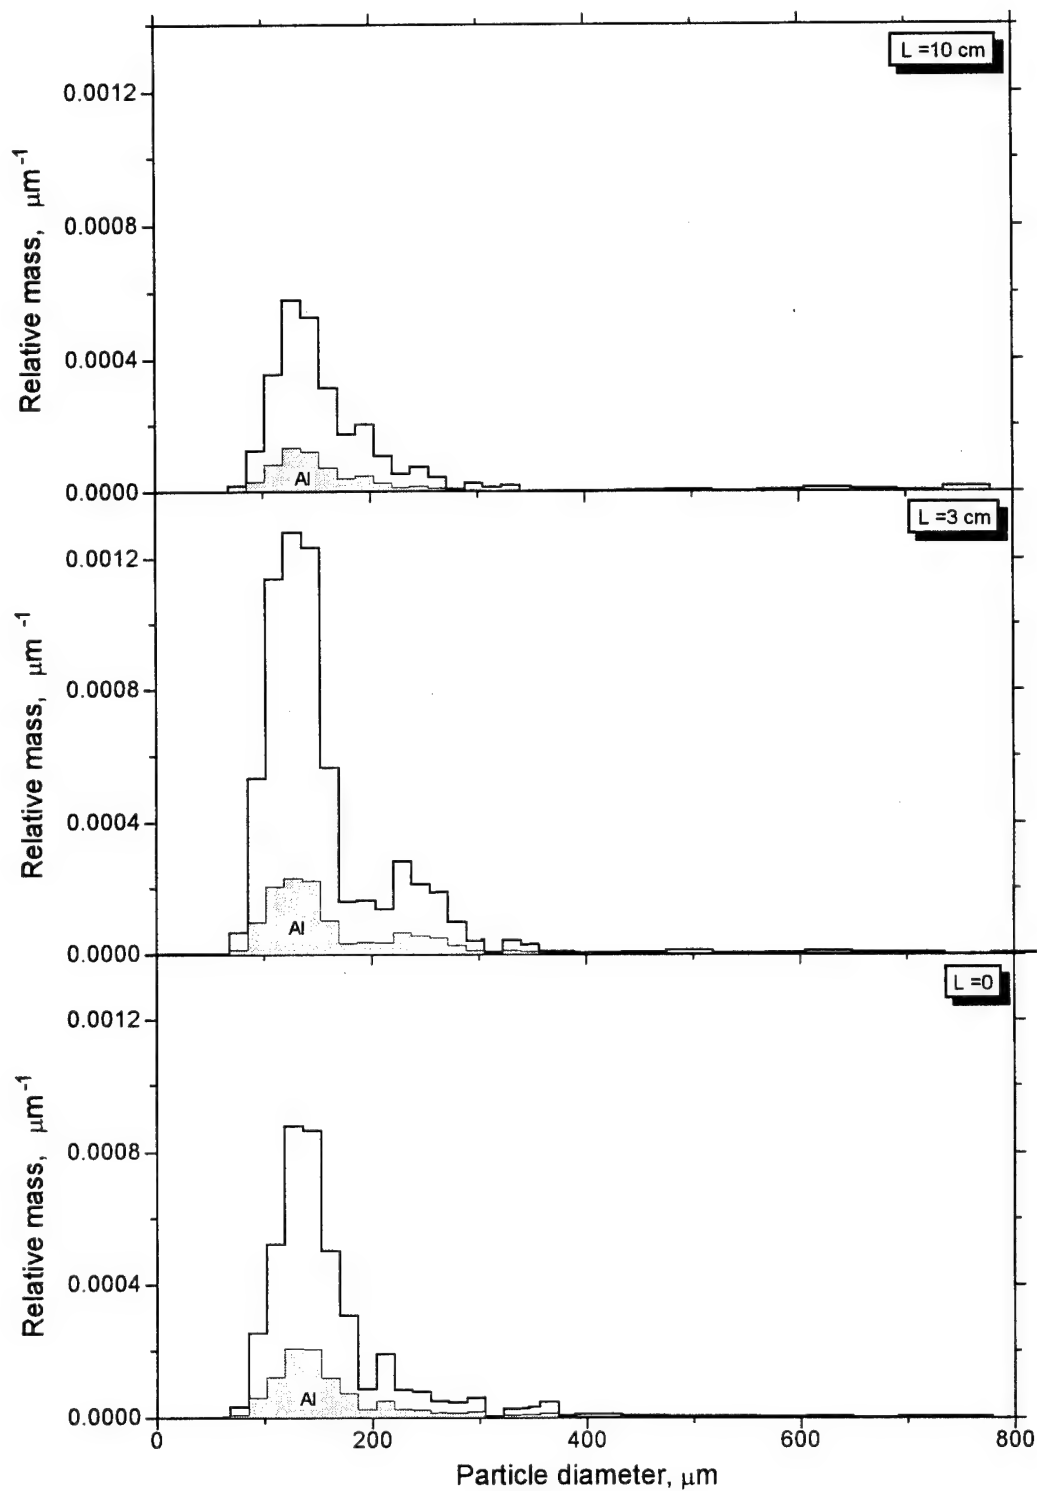 L =10 cm
0.0012
0.0008
0.0004
0.0000
Relative mass, μm⁻¹
Al
L =3 cm
0.0012
0.0008
0.0004
0.0000
Relative mass, μm⁻¹
Al
L =0
0.0012
0.0008
0.0004
0.0000
Relative mass, μm⁻¹
Al
0 200 400 600 800
Particle diameter, μm